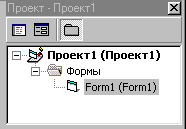 Проект - Проект1
Проект1 (Проект1)
Формы
Form1 (Form1)